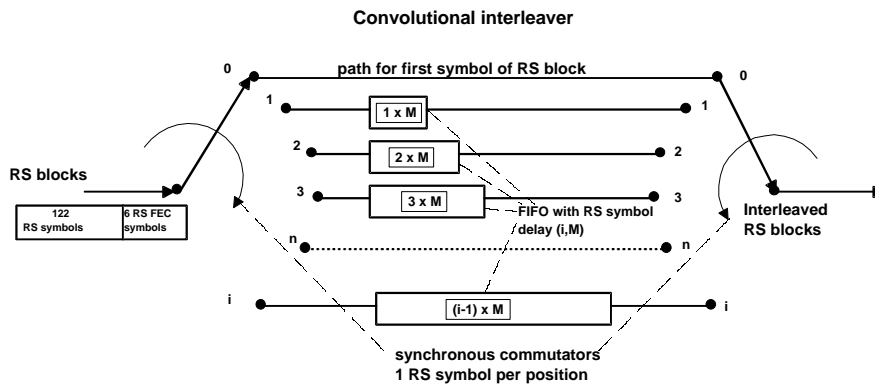 Convolutional interleaver
0
path for first symbol of RS block
0
1
1 x M
1
2
2 x M
2
RS blocks
3
3 x M
3
122
RS symbols
6 RS FEC
symbols
FIFO with RS symbol
delay (i,M)
Interleaved
RS blocks
n
n
i
(i-1) x M
i
synchronous commutators
1 RS symbol per position